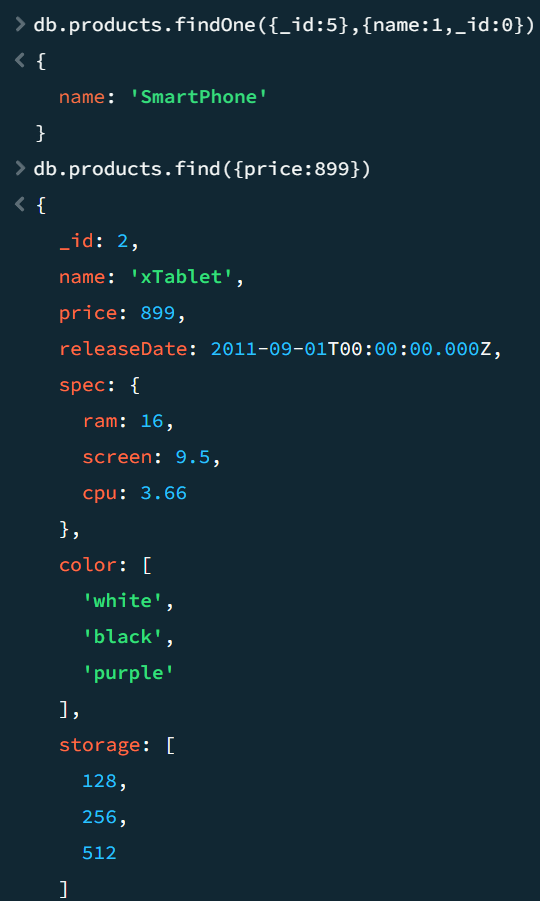 > db.products.findOne({_id:5},{name:1,_id:0})
< {
name: 'SmartPhone'
}
> db.products.find({price:899})
< {
_id: 2,
name: 'xTablet',
price: 899,
releaseDate: 2011-09-01T00:00:00.000Z,
spec: {
ram: 16,
screen: 9.5,
cpu: 3.66
},
color: [
'white',
'black',
'purple'
],
storage: [
128,
256,
512
]